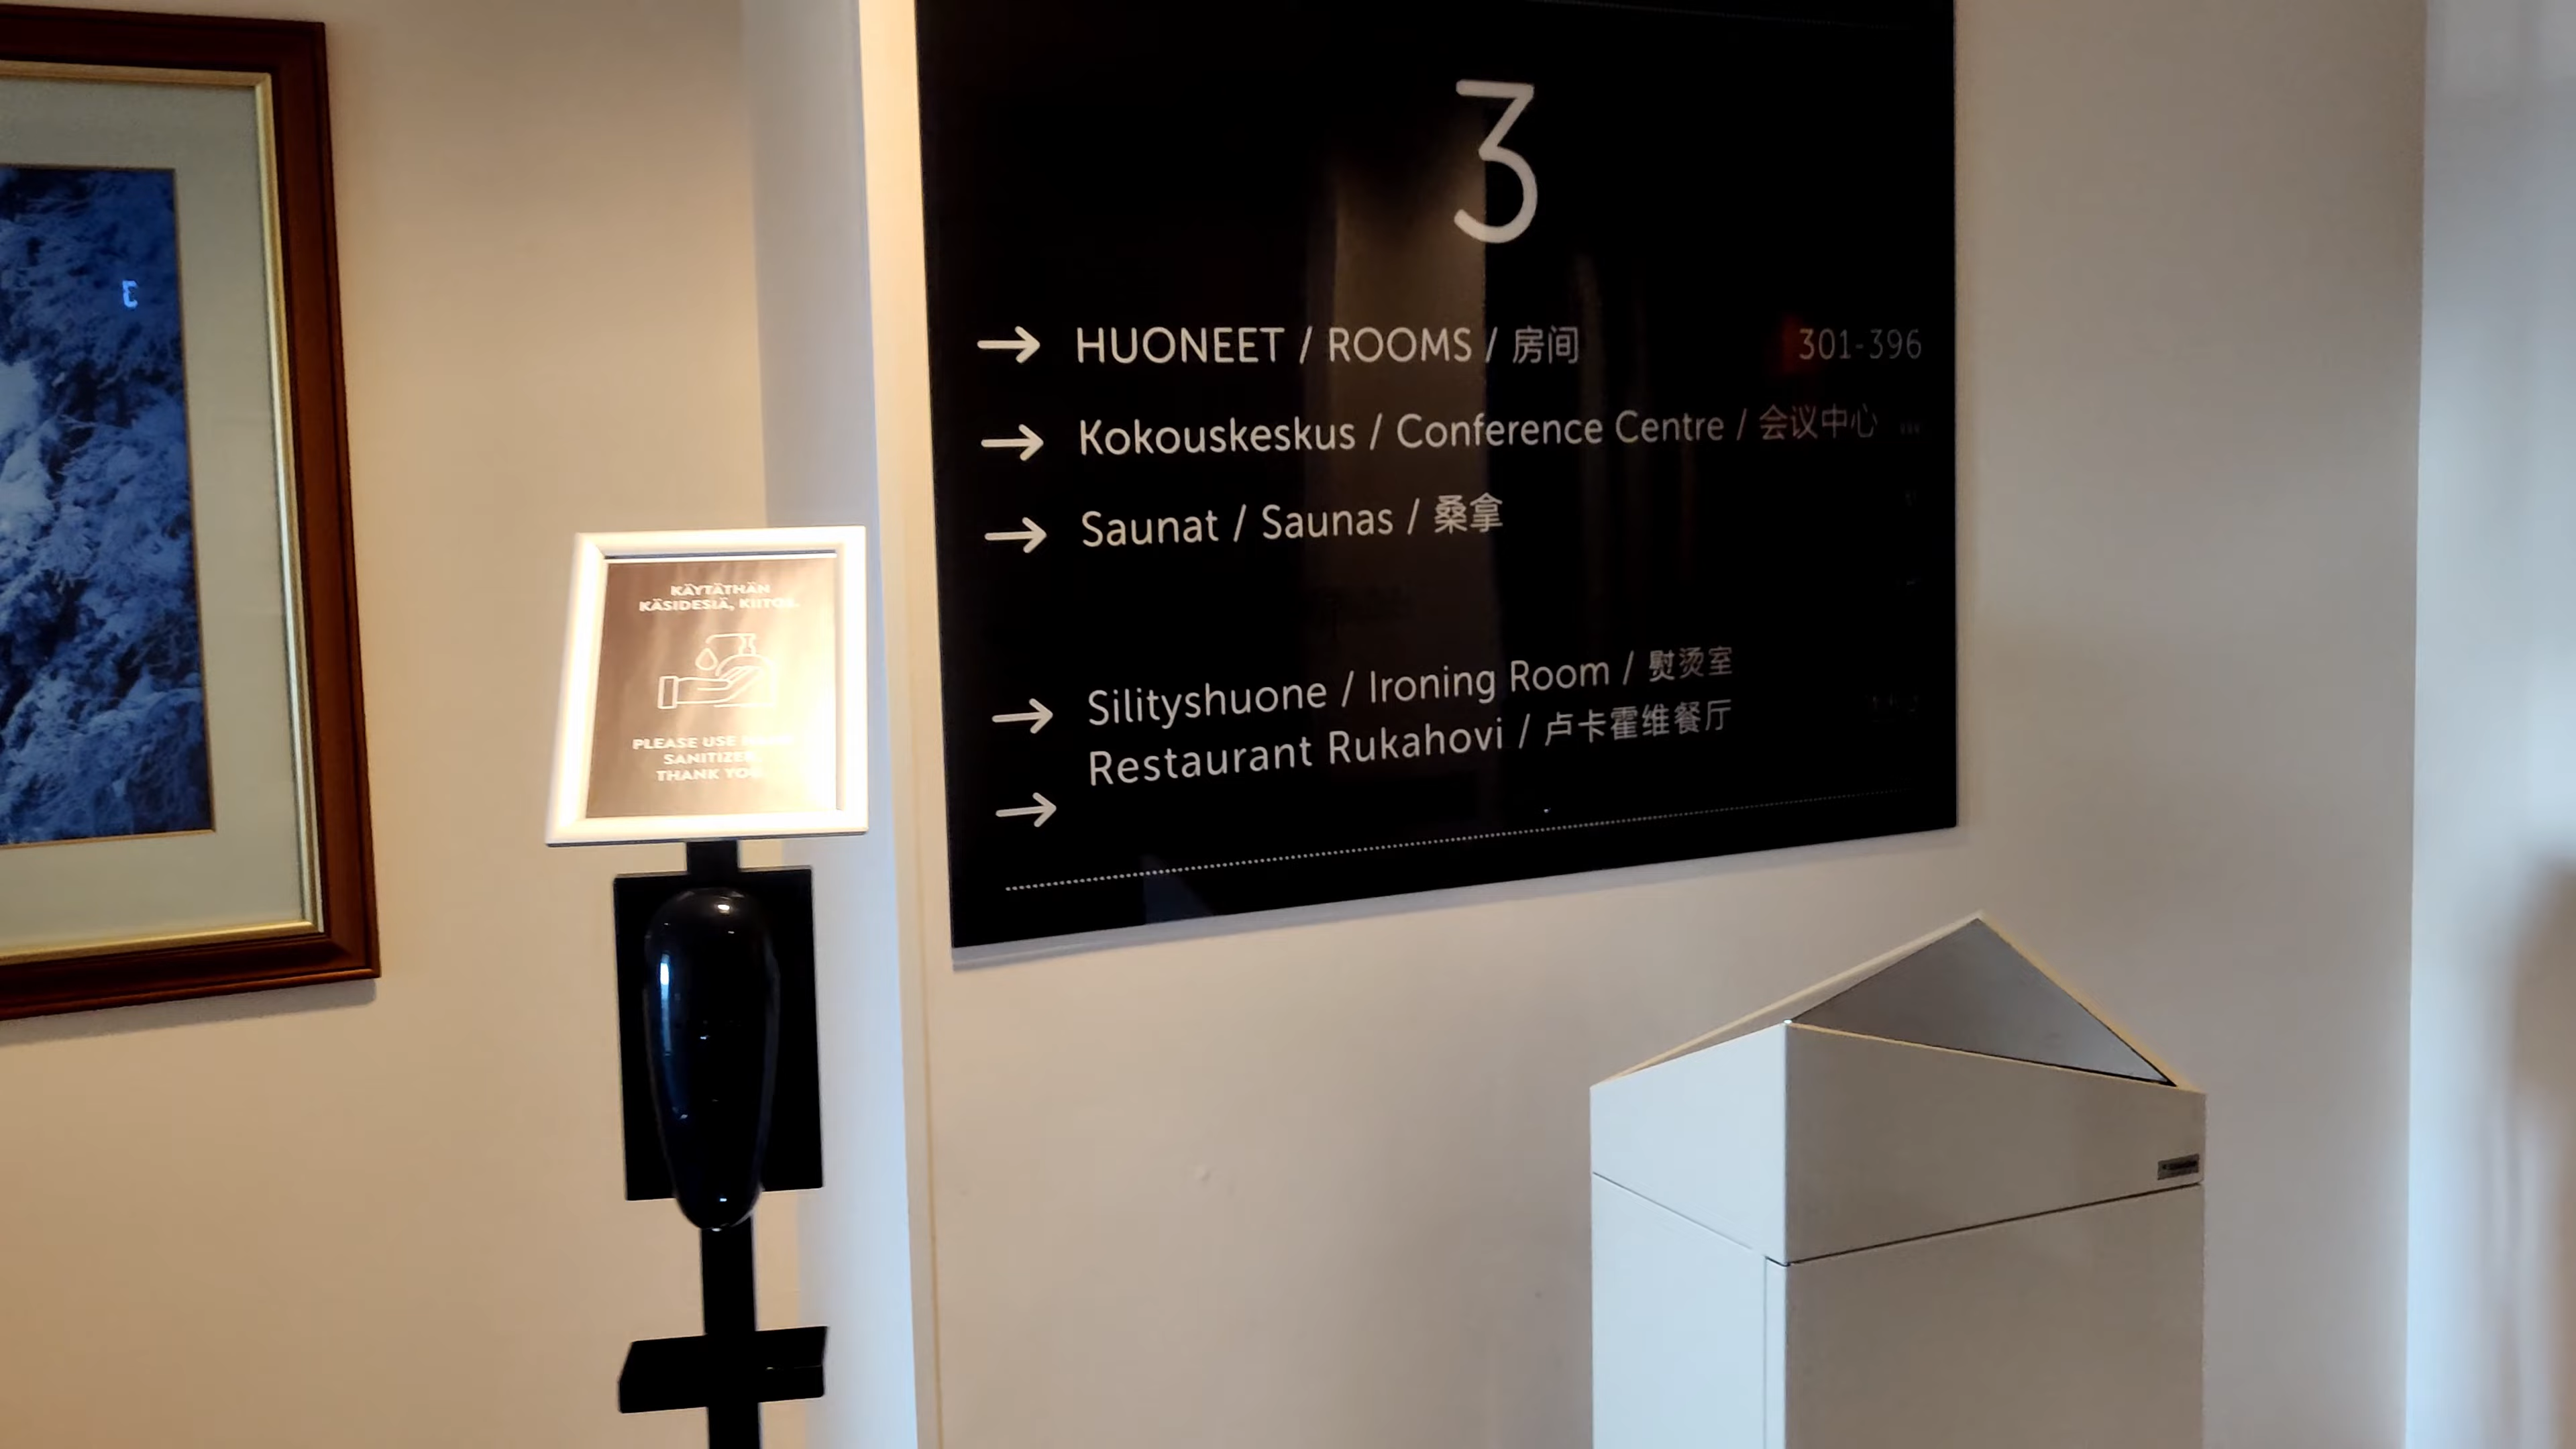 3
HUONEET / ROOMS / 房间 301-396
Kokouskeskus / Conference Centre / 会议中心
Saunat / Saunas / 桑拿
Silityshuone / Ironing Room / 熨烫室
Restaurant Rukahovi / 卢卡霍维餐厅
KÄYTÄTHÄN
KÄSIDESIÄ, KIITOS.
PLEASE USE
SANITIZER
THANK YOU